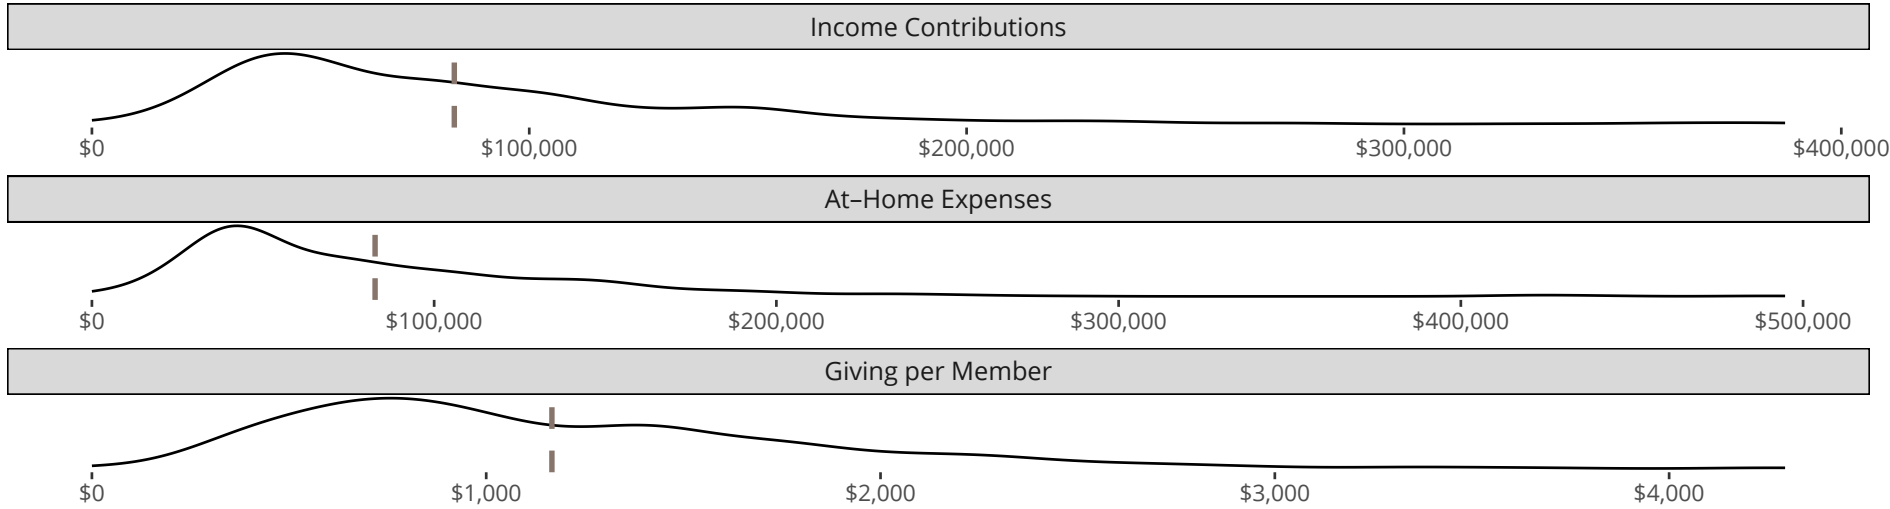 Income Contributions
$0 $100,000 $200,000 $300,000 $400,000
At–Home Expenses
$0 $100,000 $200,000 $300,000 $400,000 $500,000
Giving per Member
$0 $1,000 $2,000 $3,000 $4,000